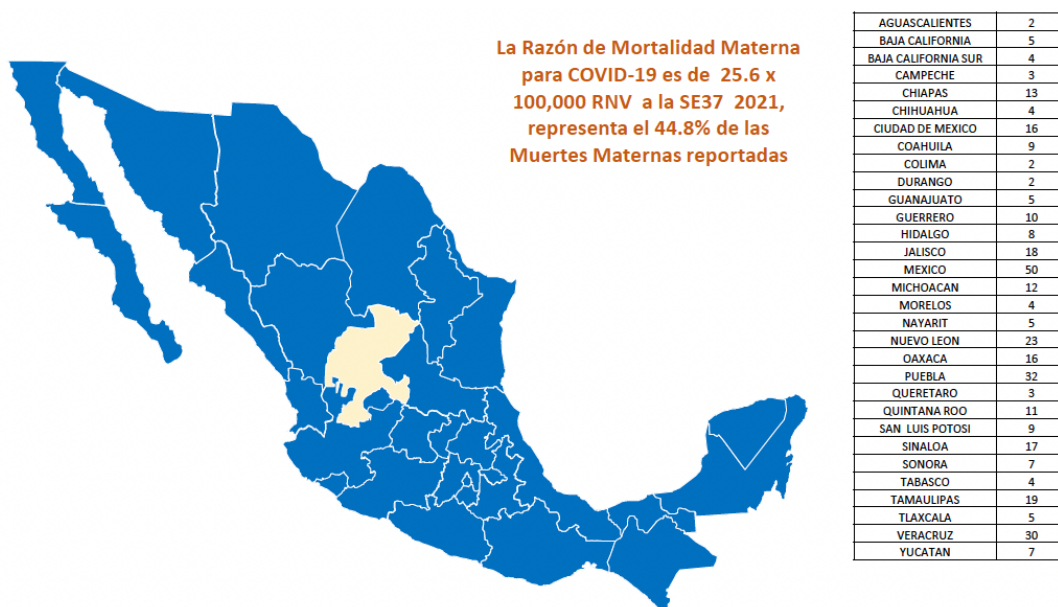 La Razón de Mortalidad Materna
para COVID-19 es de 25.6 x
100,000 RNV a la SE37 2021,
representa el 44.8% de las
Muertes Maternas reportadas
AGUASCALIENTES 2
BAJA CALIFORNIA 5
BAJA CALIFORNIA SUR 4
CAMPECHE 3
CHIAPAS 13
CHIHUAHUA 4
CIUDAD DE MEXICO 16
COAHUILA 9
COLIMA 2
DURANGO 2
GUANAJUATO 5
GUERRERO 10
HIDALGO 8
JALISCO 18
MEXICO 50
MICHOACAN 12
MORELOS 4
NAYARIT 5
NUEVO LEON 23
OAXACA 16
PUEBLA 32
QUERETARO 3
QUINTANA ROO 11
SAN LUIS POTOSI 9
SINALOA 17
SONORA 7
TABASCO 4
TAMAULIPAS 19
TLAXCALA 5
VERACRUZ 30
YUCATAN 7